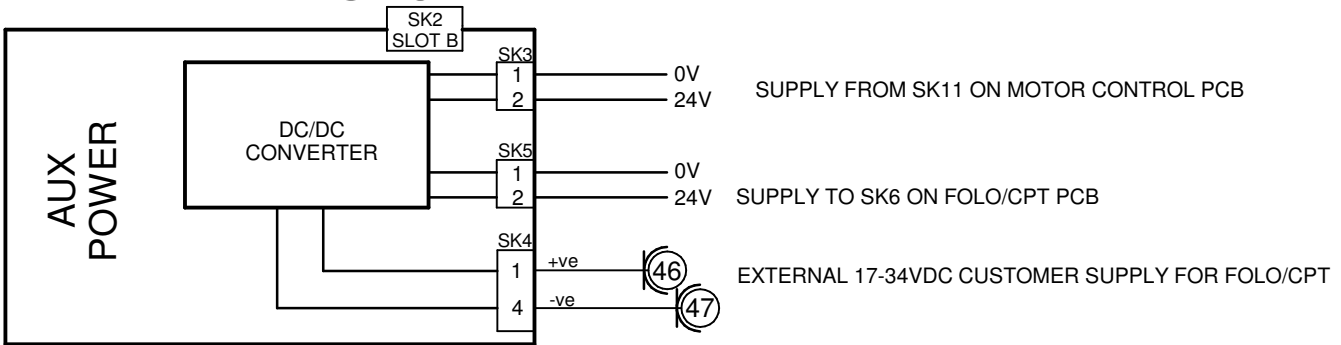 SK2
SLOT B
AUX
POWER
DC/DC
CONVERTER
SK3
1
2
0V
24V
SUPPLY FROM SK11 ON MOTOR CONTROL PCB
SK5
1
2
0V
24V
SUPPLY TO SK6 ON FOLO/CPT PCB
SK4
1
4
+ve
-ve
46
47
EXTERNAL 17-34VDC CUSTOMER SUPPLY FOR FOLO/CPT